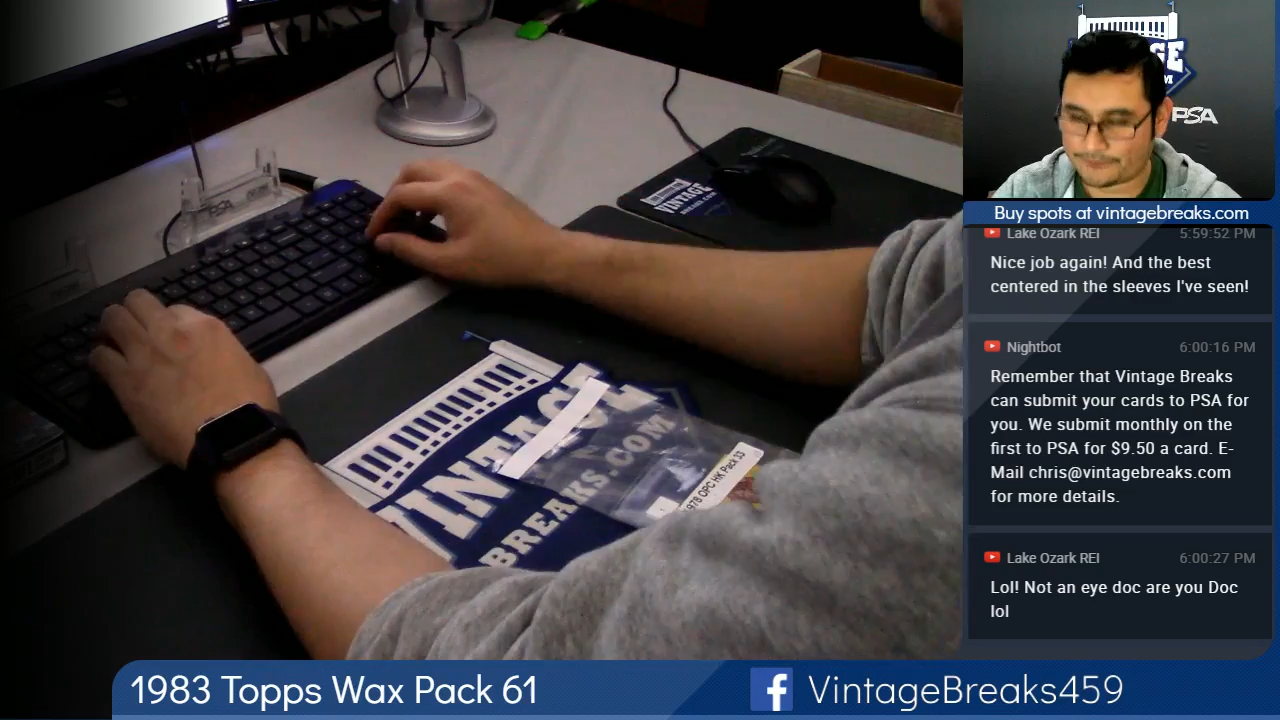 VINTAGE
BREAKS.COM
VINTAGE
BREAKS.COM
1978 OPC HK Pack 33
PSA
PSA
Buy spots at vintagebreaks.com
Lake Ozark REI 5:59:52 PM
Nice job again! And the best
centered in the sleeves I've seen!
Nightbot 6:00:16 PM
Remember that Vintage Breaks
can submit your cards to PSA for
you. We submit monthly on the
first to PSA for $9.50 a card. E-
Mail chris@vintagebreaks.com
for more details.
Lake Ozark REI 6:00:27 PM
Lol! Not an eye doc are you Doc
lol
1983 Topps Wax Pack 61
VintageBreaks459